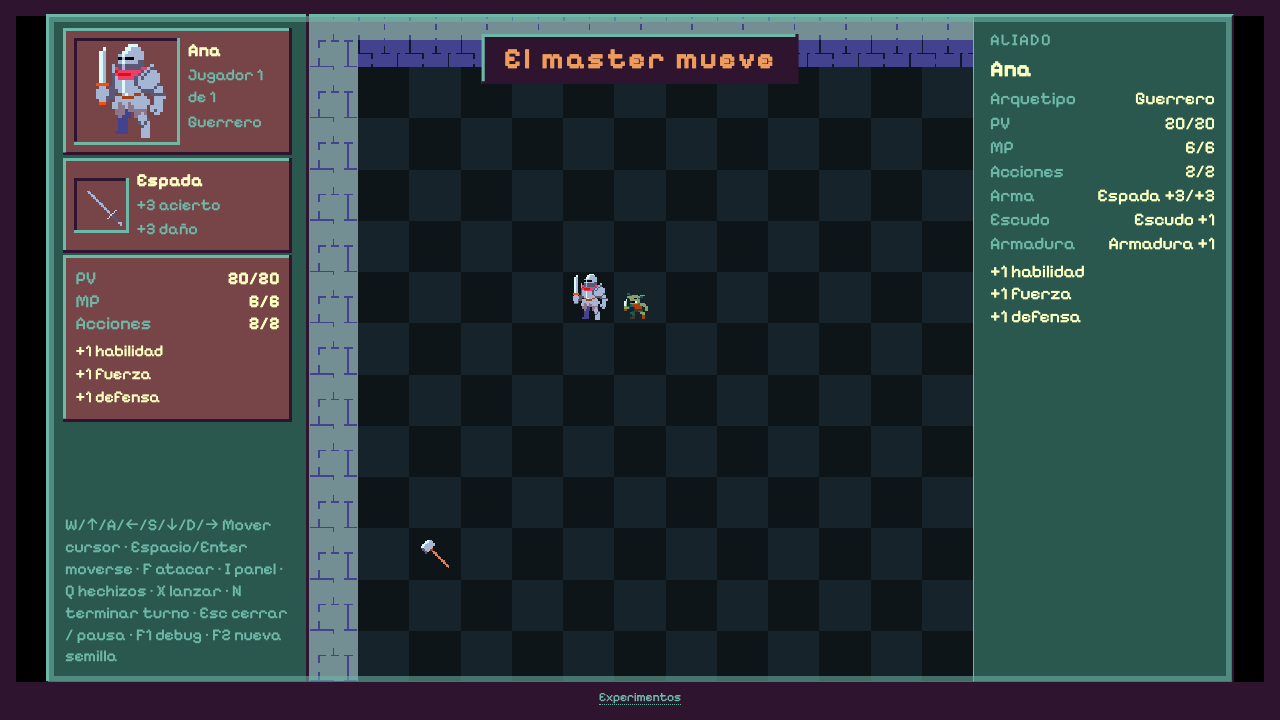 Ana
Jugador 1
de 1
Guerrero
Espada
+3 acierto
+3 daño
PV 20/20
MP 6/6
Acciones 2/2
+1 habilidad
+1 fuerza
+1 defensa
W/↑/A/←/S/↓/D/→ Mover
cursor · Espacio/Enter
moverse · F atacar · I panel ·
Q hechizos · X lanzar · N
terminar turno · Esc cerrar
/ pausa · F1 debug · F2 nueva
semilla
El master mueve
ALIADO
Ana
Arquetipo Guerrero
PV 20/20
MP 6/6
Acciones 2/2
Arma Espada +3/+3
Escudo Escudo +1
Armadura Armadura +1
+1 habilidad
+1 fuerza
+1 defensa
Experimentos